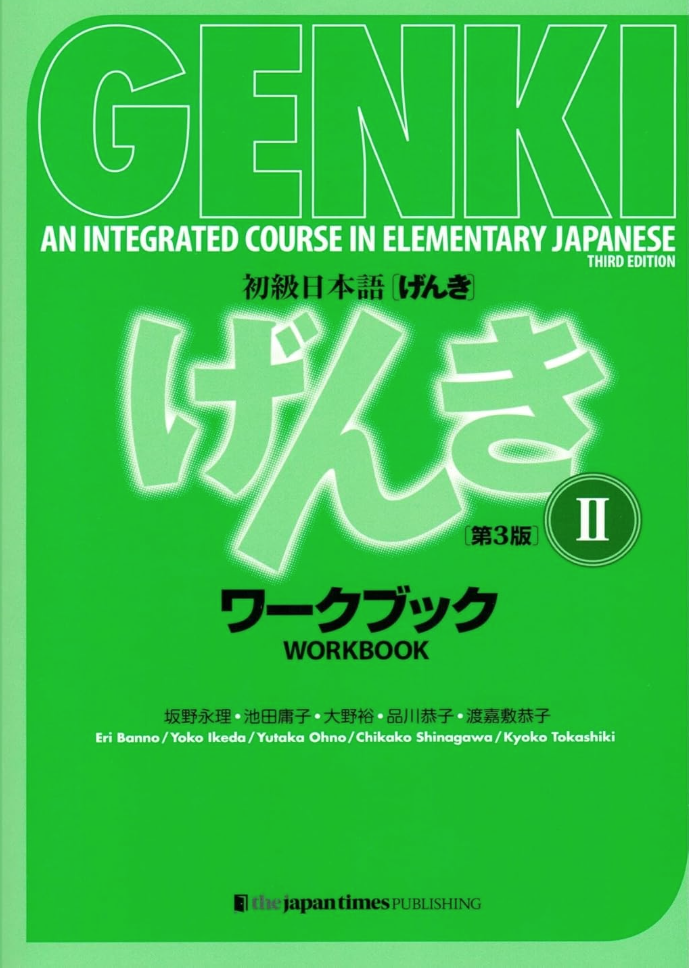 GENKI
AN INTEGRATED COURSE IN ELEMENTARY JAPANESE
THIRD EDITION
初級日本語[げんき]
げんき
[第3版]
II
ワークブック
WORKBOOK
坂野永理・池田庸子・大野裕・品川恭子・渡嘉敷恭子
Eri Banno/Yoko Ikeda/Yutaka Ohno/Chikako Shinagawa/Kyoko Tokashiki
the japan times PUBLISHING